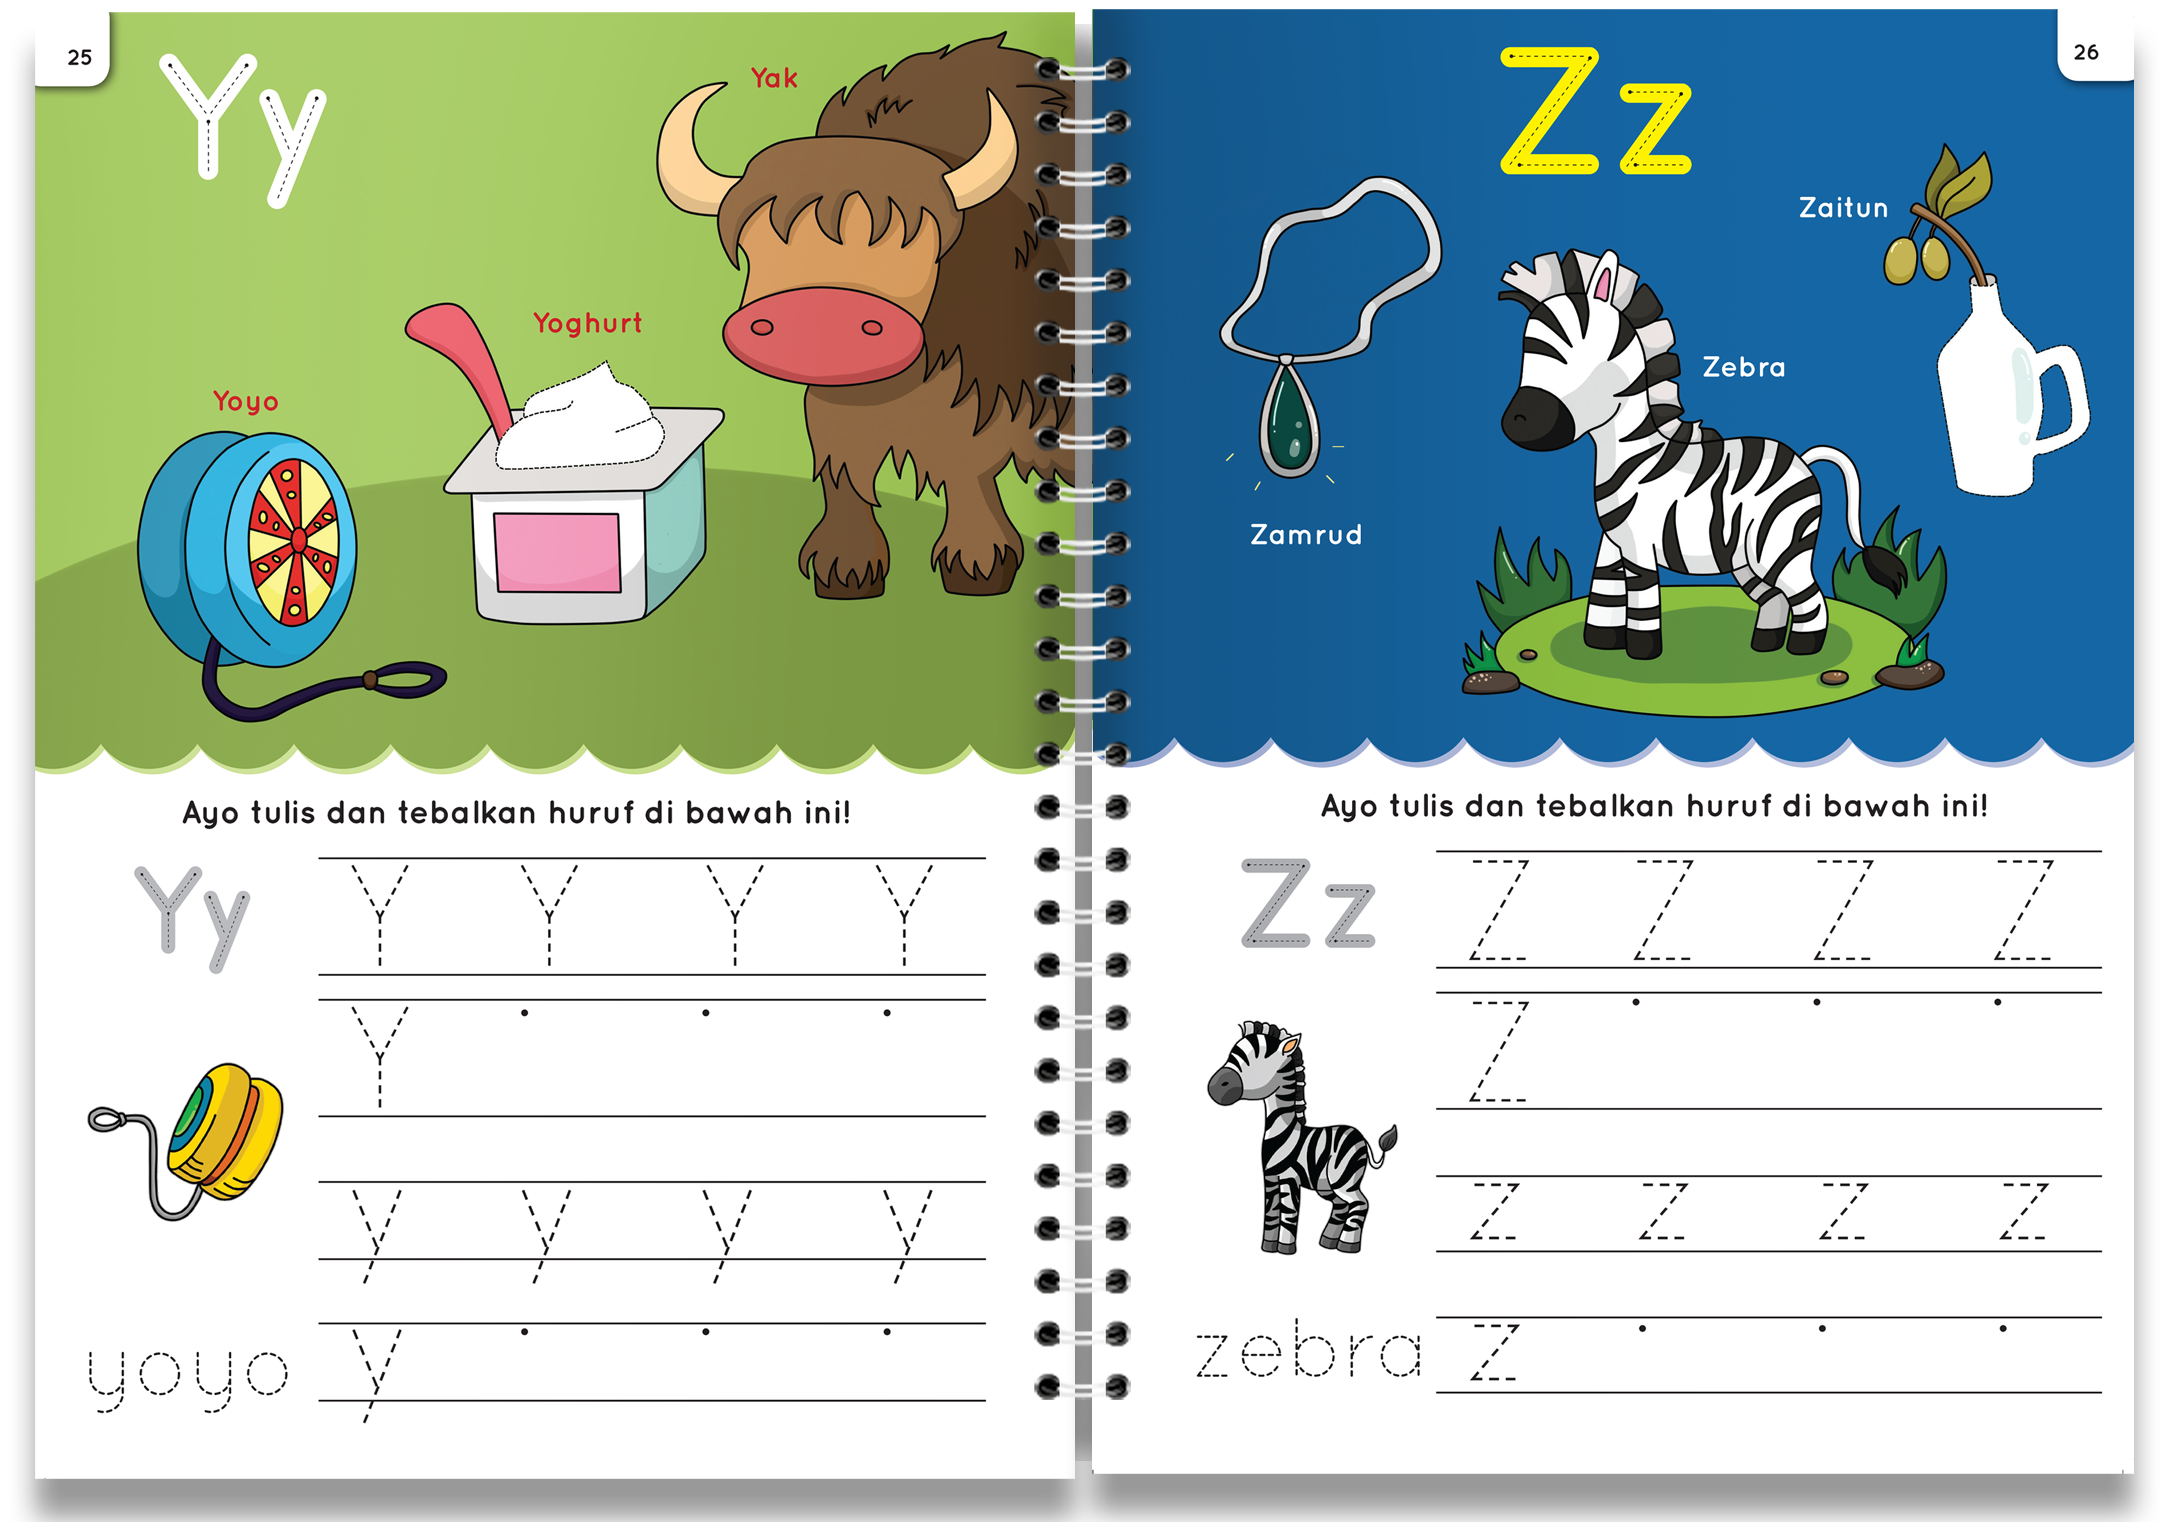 25
Yy
Yak
Yoghurt
Yoyo
Ayo tulis dan tebalkan huruf di bawah ini!
Yy
Y Y Y Y
Y
y y y y
yoyo
y
26
Zz
Zaitun
Zebra
Zamrud
Ayo tulis dan tebalkan huruf di bawah ini!
Zz
Z Z Z Z
Z
z z z z
zebra
z